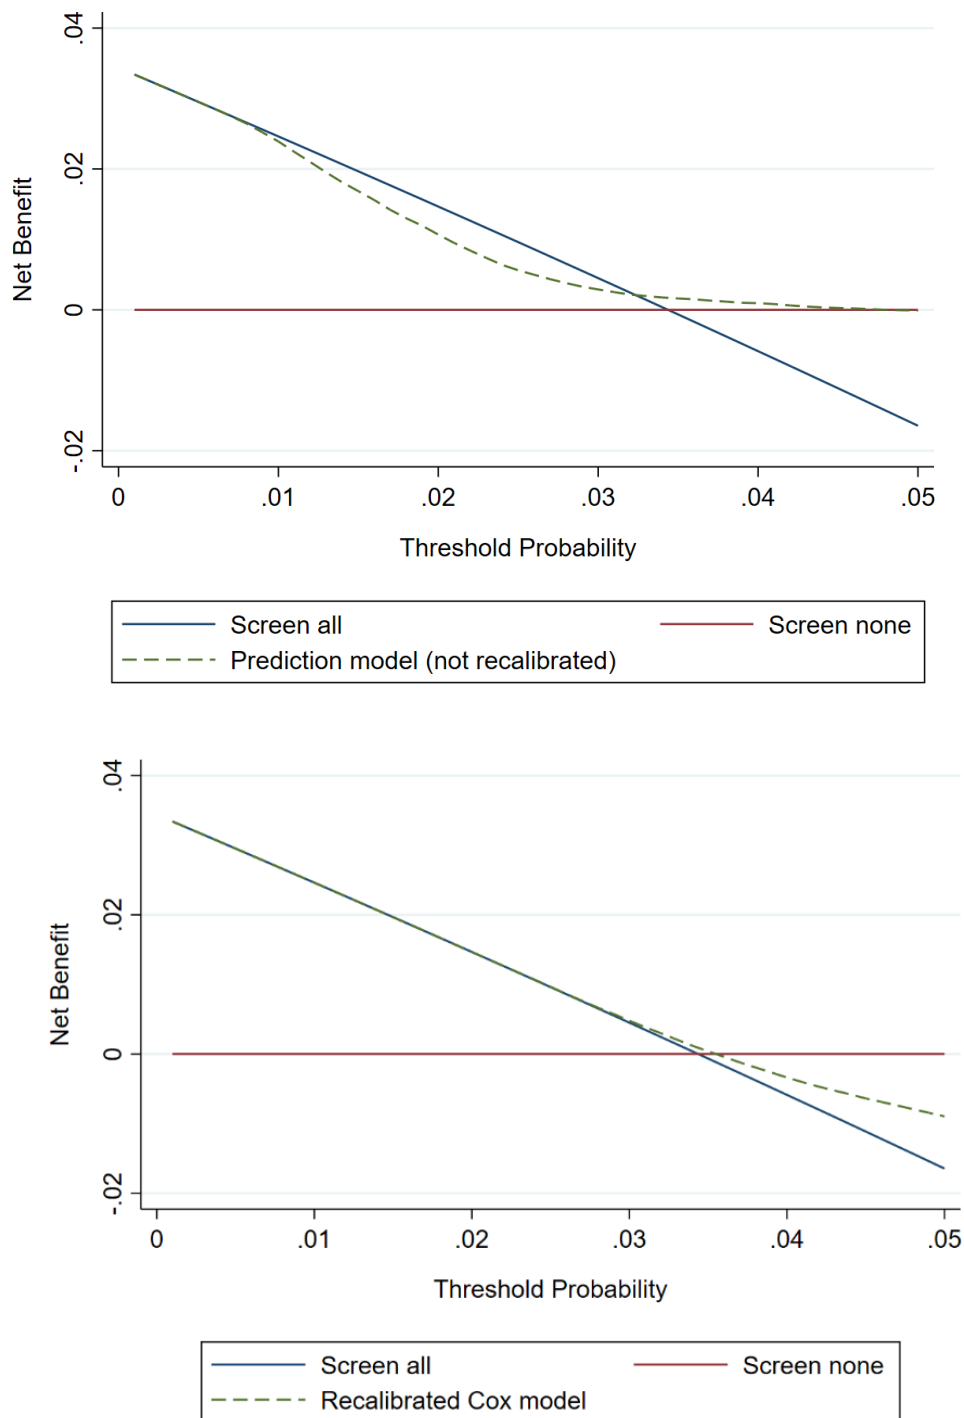 .04
.02
0
-.02
Net Benefit
0 .01 .02 .03 .04 .05
Threshold Probability
Screen all Screen none
Prediction model (not recalibrated)
.04
.02
0
-.02
Net Benefit
0 .01 .02 .03 .04 .05
Threshold Probability
Screen all Screen none
Recalibrated Cox model